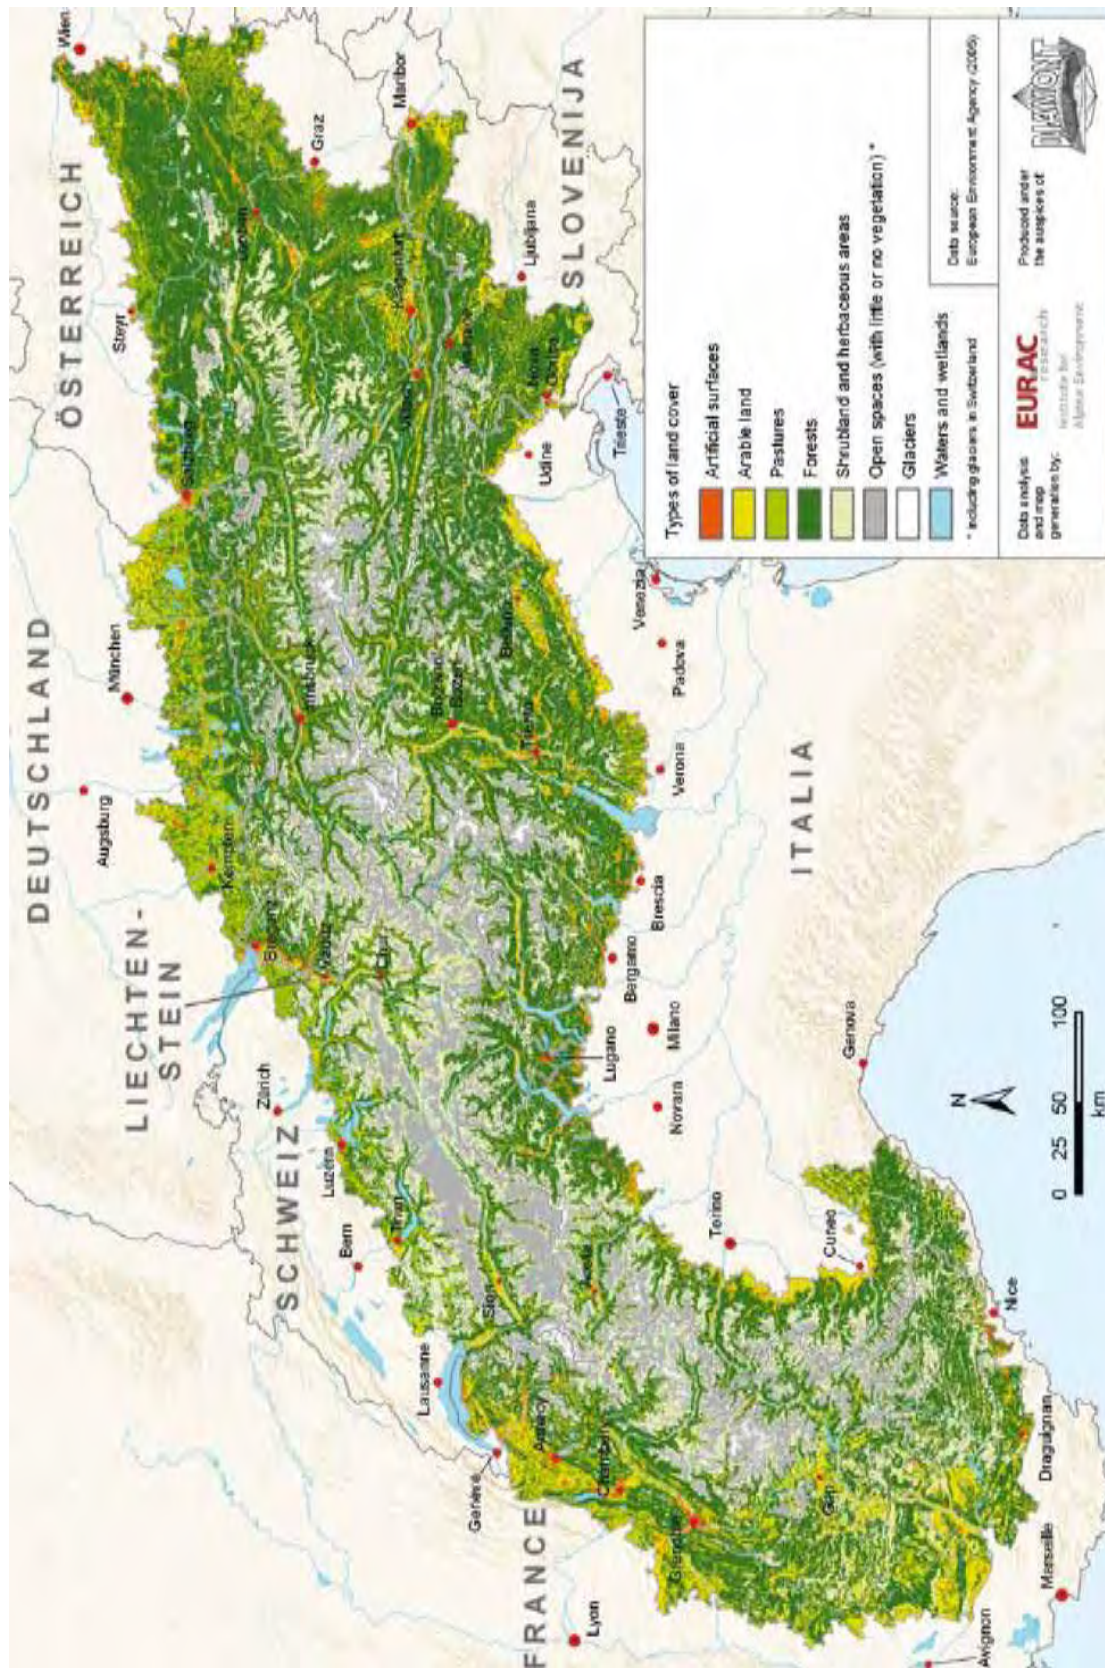 DEUTSCHLAND
ÖSTERREICH
LIECHTEN-
STEIN
SCHWEIZ
FRANCE
ITALIA
SLOVENIJA
Wien
Steyr
Salzburg
München
Augsburg
Kempten
Bregenz
Vaduz
Chur
Zürich
Luzern
Bern
Thun
Lausanne
Genève
Sion
Annecy
Chambéry
Grenoble
Gap
Lyon
Avignon
Marseille
Draguignan
Nice
Cuneo
Torino
Aosta
Novara
Milano
Lugano
Bergamo
Brescia
Verona
Padova
Venezia
Genova
Trento
Bolzano
Bozen
Belluno
Innsbruck
Udine
Trieste
Nova
Gorica
Ljubljana
Villach
Klagenfurt
Maribor
Graz
Leoben
N
0 25 50 100
km
Types of land cover
Artificial surfaces
Arable land
Pastures
Forests
Shrubland and herbaceous areas
Open spaces (with little or no vegetation) *
Glaciers
Waters and wetlands
* including glaciers in Switzerland
Data source:
European Environment Agency (2005)
Data analysis
and map
generation by:
EURAC
research
Institute for
Alpine Environment
Produced under
the auspices of:
DIAMONT